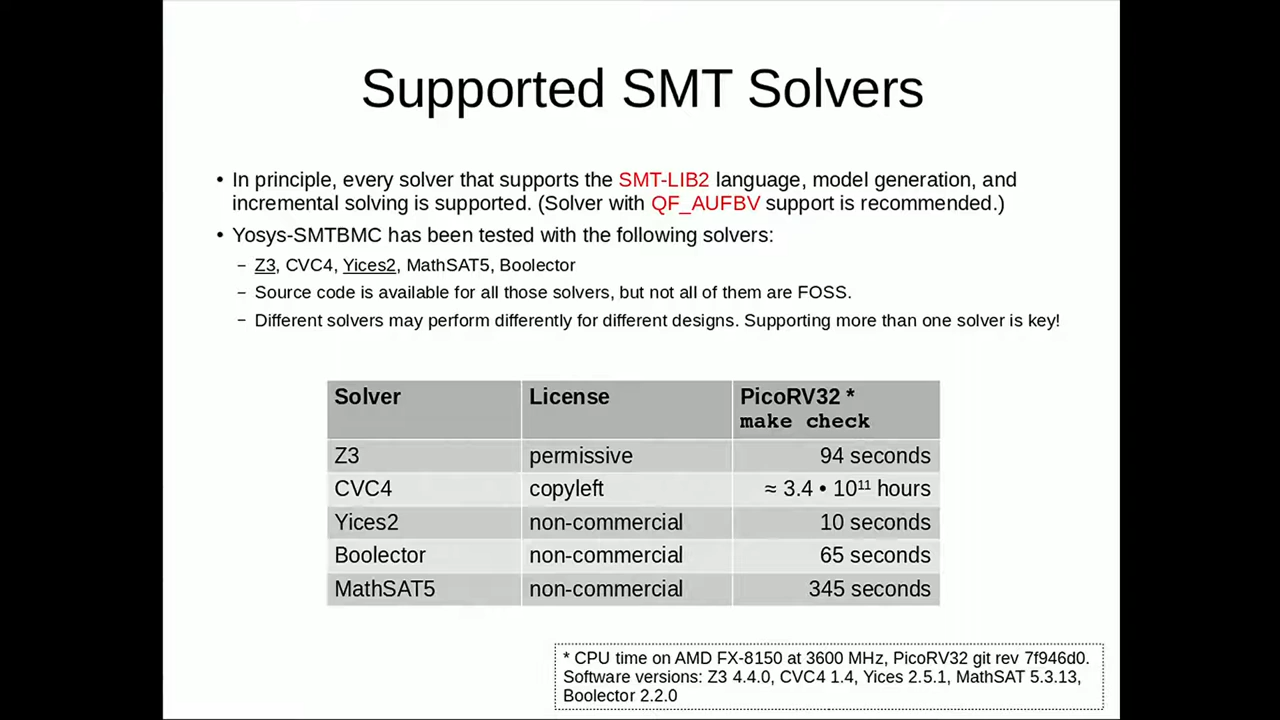 Supported SMT Solvers
• In principle, every solver that supports the SMT-LIB2 language, model generation, and
incremental solving is supported. (Solver with QF_AUFBV support is recommended.)
• Yosys-SMTBMC has been tested with the following solvers:
– Z3, CVC4, Yices2, MathSAT5, Boolector
– Source code is available for all those solvers, but not all of them are FOSS.
– Different solvers may perform differently for different designs. Supporting more than one solver is key!
Solver License PicoRV32 *
make check
Z3 permissive 94 seconds
CVC4 copyleft ≈ 3.4 • 10¹¹ hours
Yices2 non-commercial 10 seconds
Boolector non-commercial 65 seconds
MathSAT5 non-commercial 345 seconds
* CPU time on AMD FX-8150 at 3600 MHz, PicoRV32 git rev 7f946d0.
Software versions: Z3 4.4.0, CVC4 1.4, Yices 2.5.1, MathSAT 5.3.13,
Boolector 2.2.0